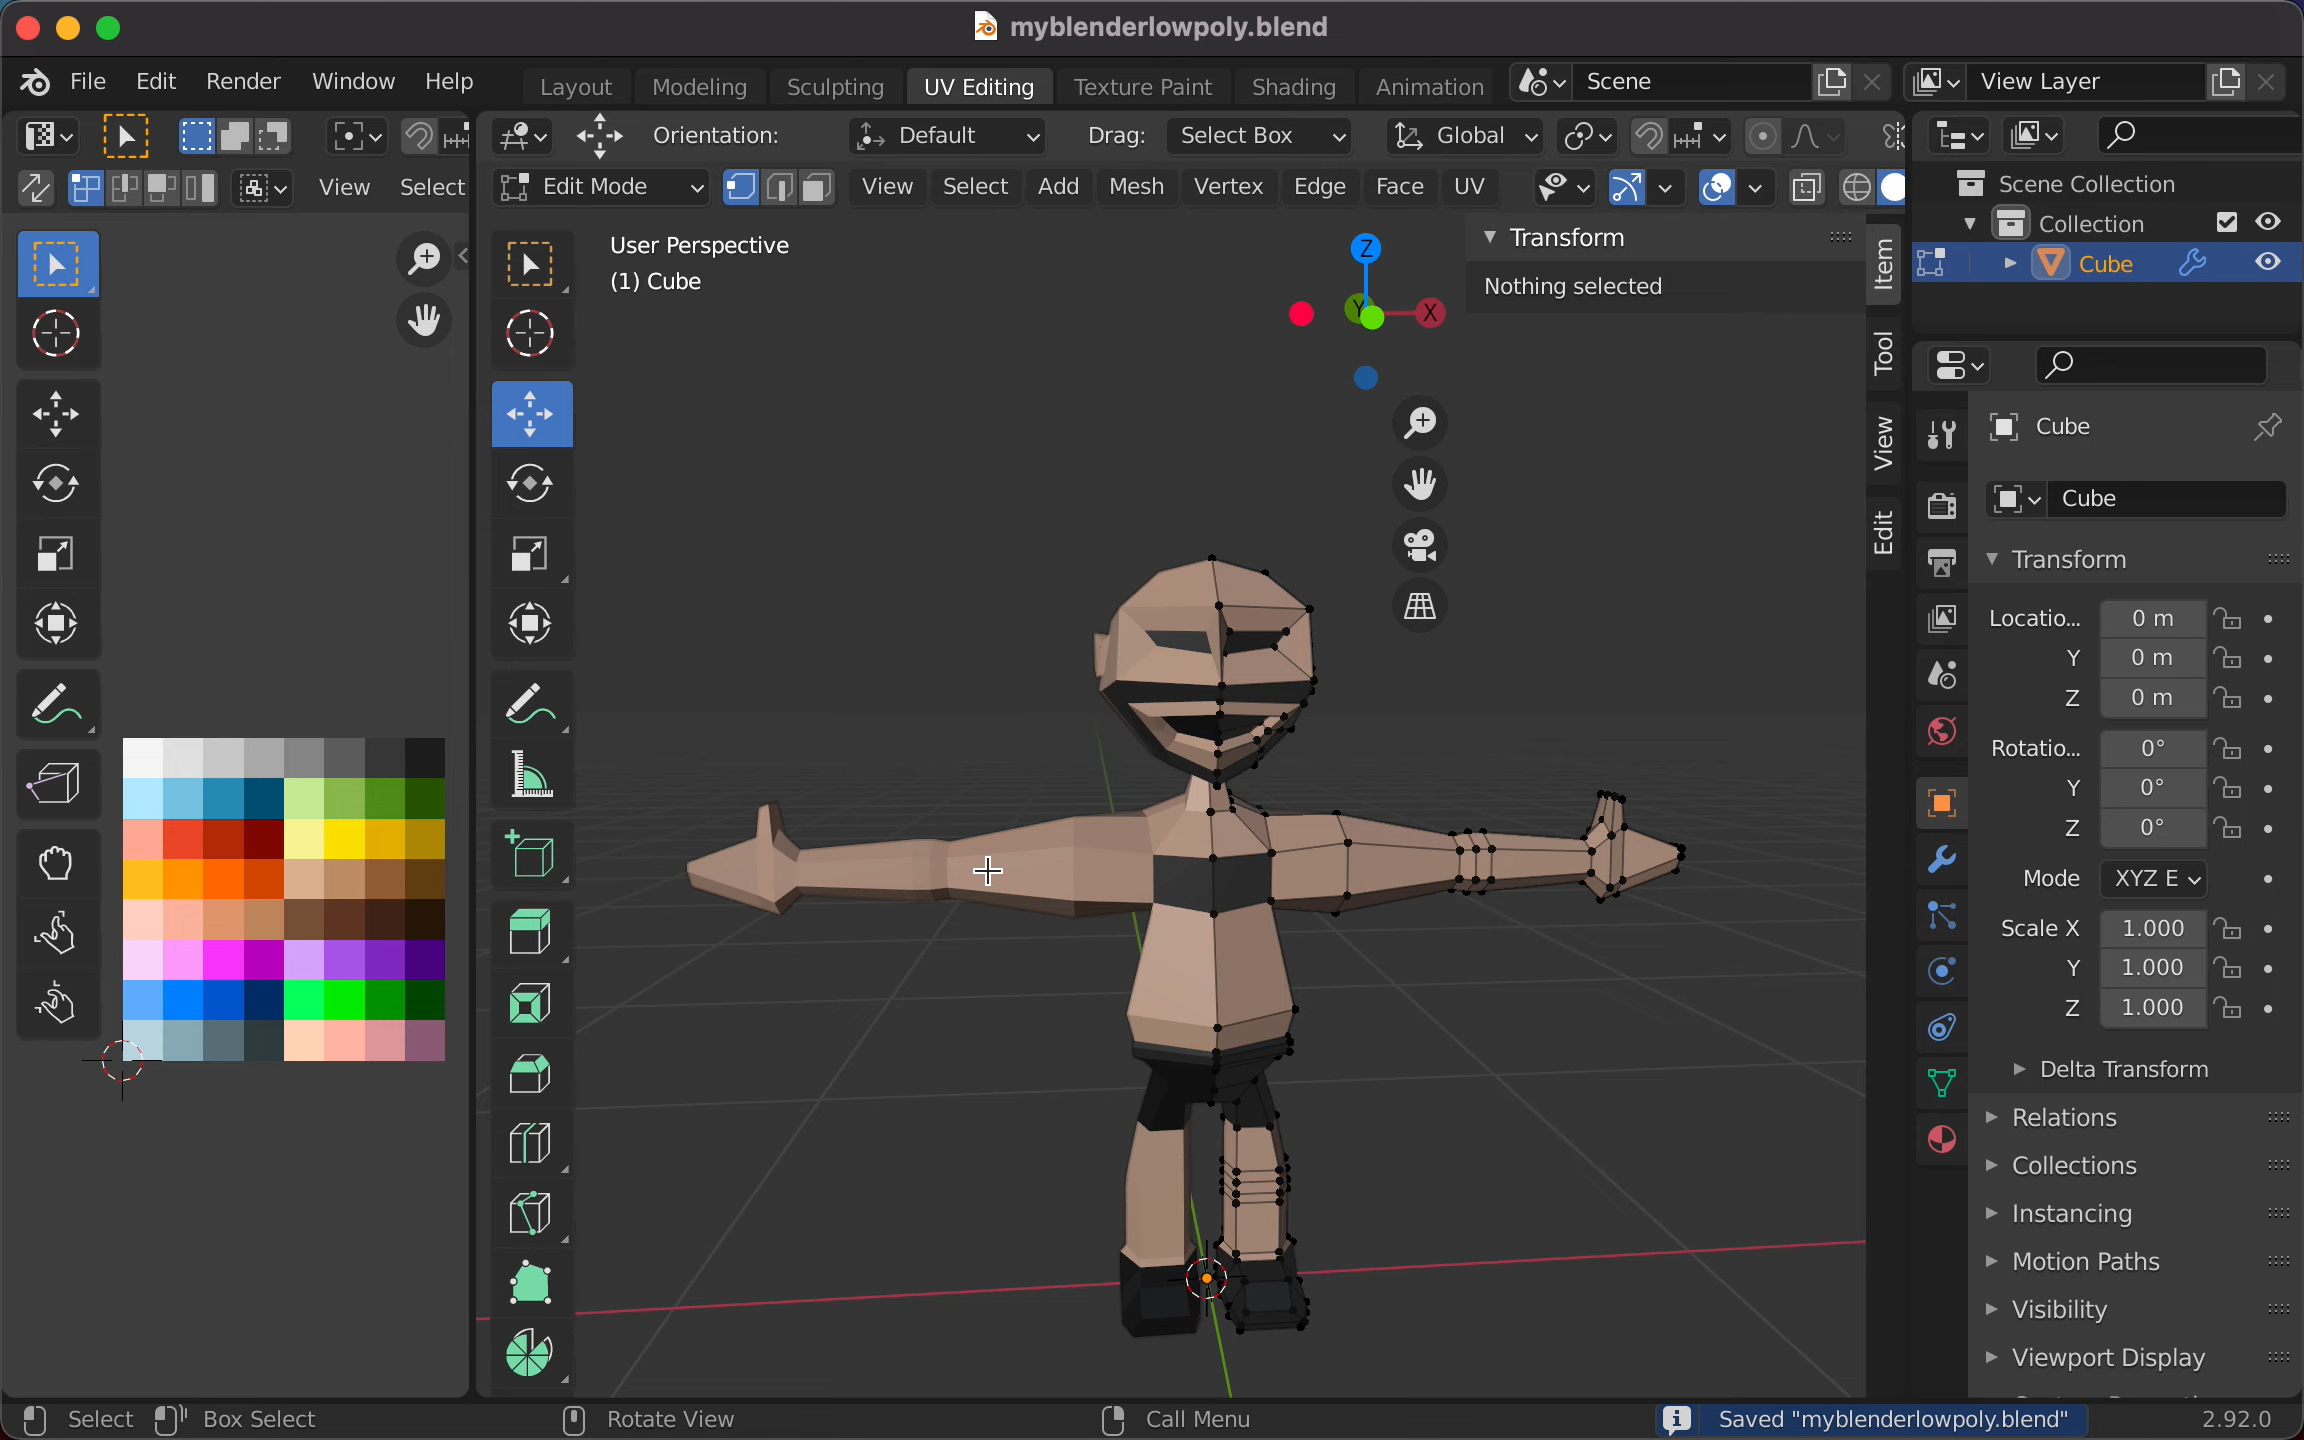 myblenderlowpoly.blend
File Edit Render Window Help Layout Modeling Sculpting UV Editing Texture Paint Shading Animation Scene View Layer
Orientation: Default Drag: Select Box Global
View Select Edit Mode View Select Add Mesh Vertex Edge Face UV
User Perspective
(1) Cube
Z
Y
X
Transform
Nothing selected
Item
Tool
View
Edit
Scene Collection
Collection
Cube
Cube
Cube
Transform
Locatio... 0 m
Y 0 m
Z 0 m
Rotatio... 0°
Y 0°
Z 0°
Mode XYZ E
Scale X 1.000
Y 1.000
Z 1.000
Delta Transform
Relations
Collections
Instancing
Motion Paths
Visibility
Viewport Display
Select Box Select Rotate View Call Menu Saved "myblenderlowpoly.blend" 2.92.0